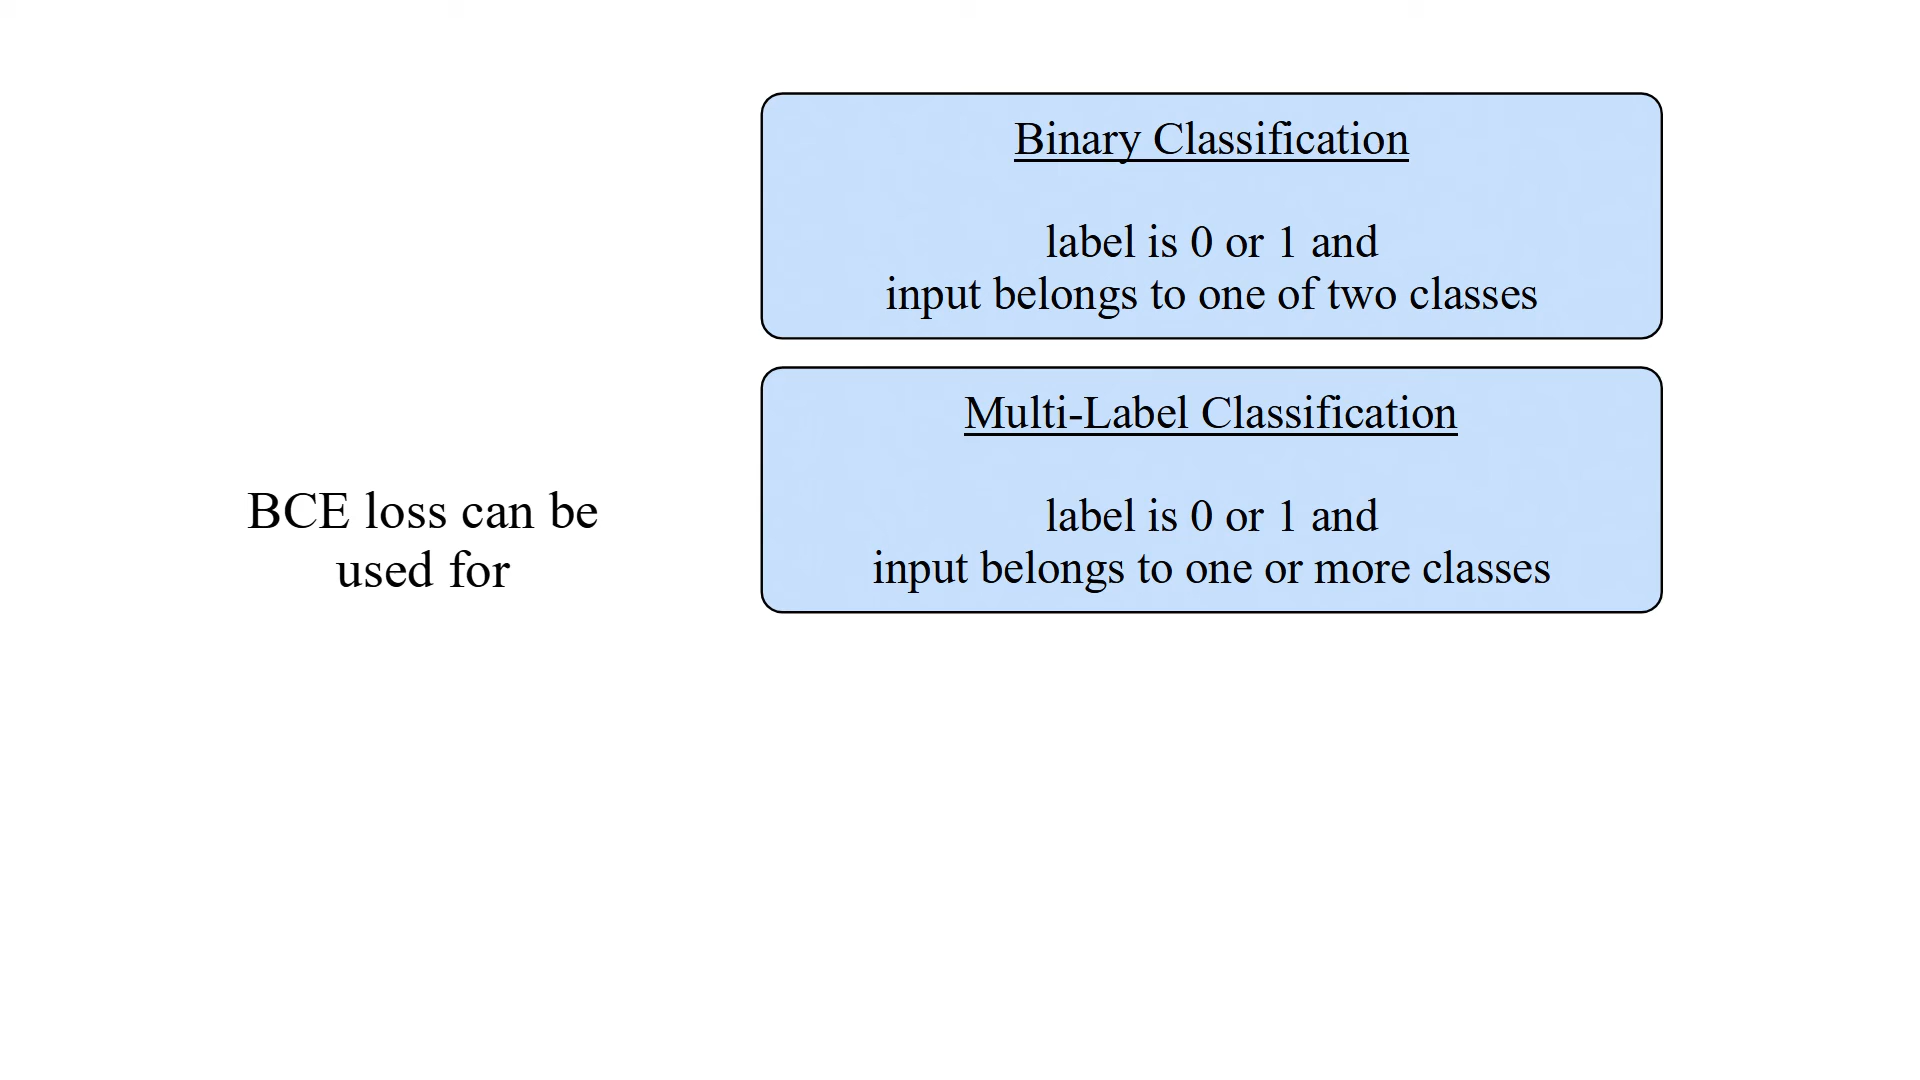 BCE loss can be
used for
Binary Classification
label is 0 or 1 and
input belongs to one of two classes
Multi-Label Classification
label is 0 or 1 and
input belongs to one or more classes